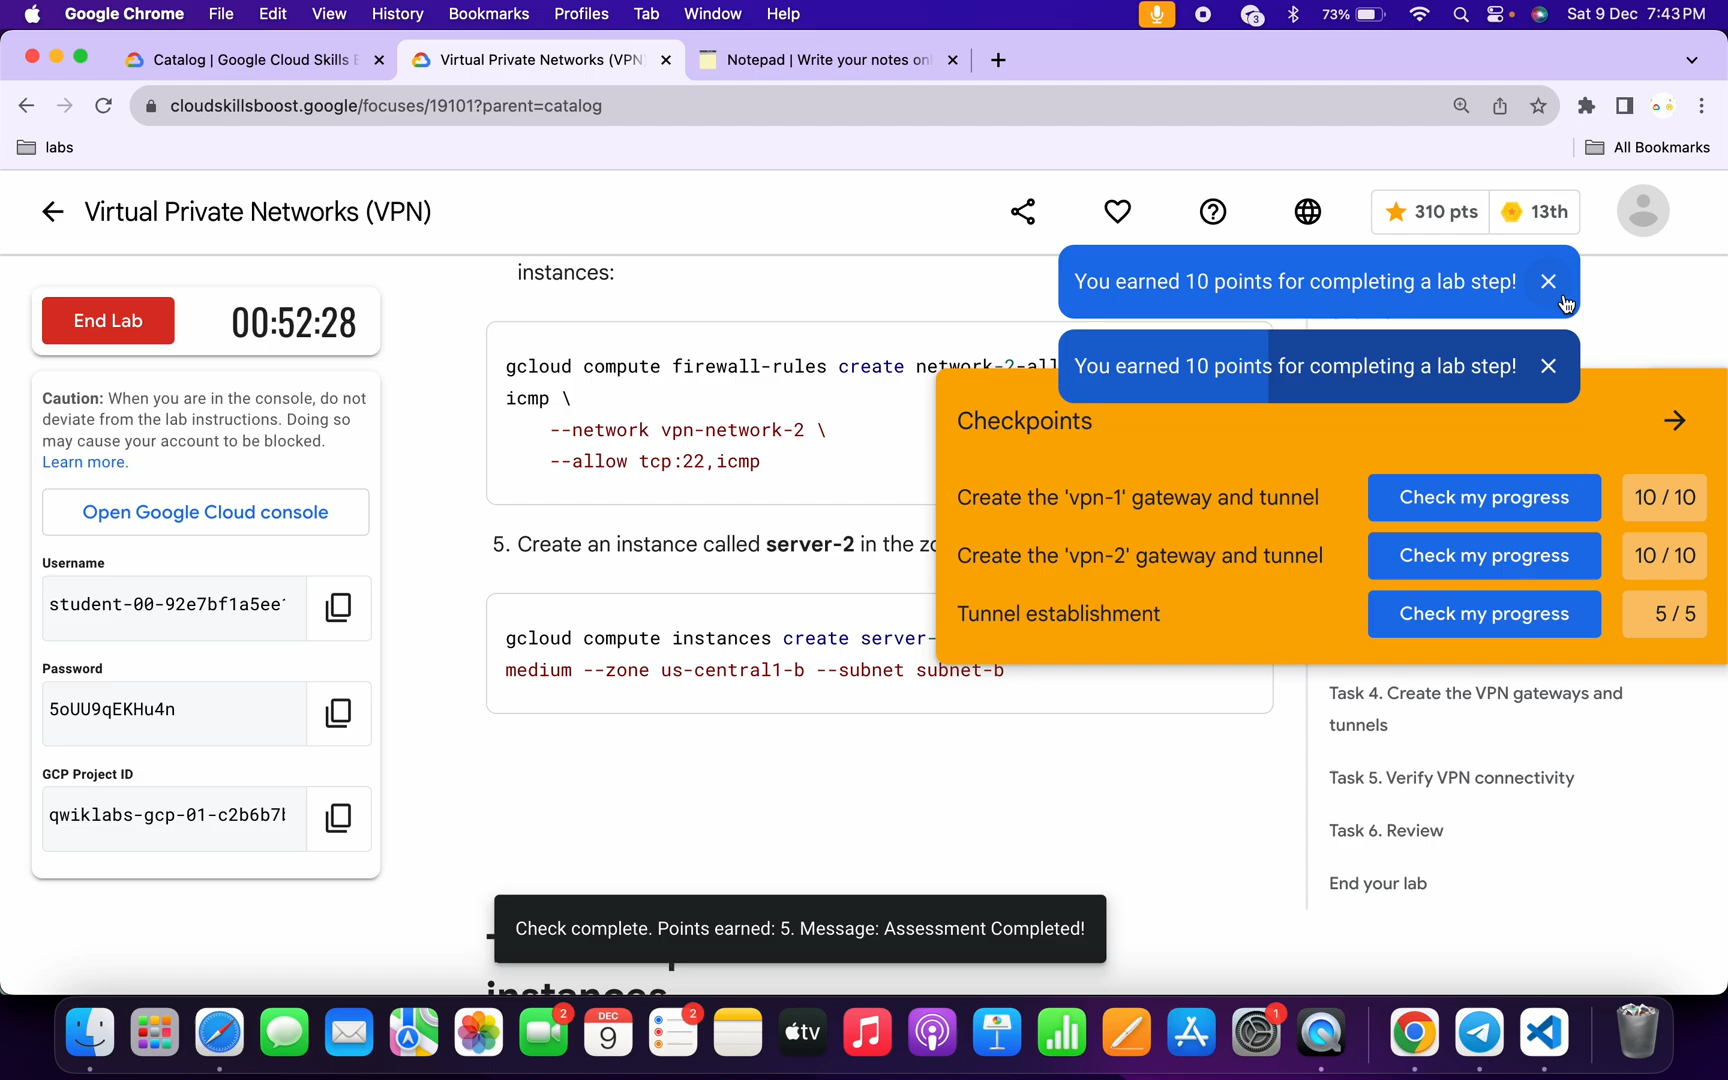 Google Chrome File Edit View History Bookmarks Profiles Tab Window Help 3 73% Sat 9 Dec 7:43 PM
Catalog | Google Cloud Skills Virtual Private Networks (VPN) Notepad | Write your notes on
cloudskillsboost.google/focuses/19101?parent=catalog
labs All Bookmarks
Virtual Private Networks (VPN) 310 pts 13th
You earned 10 points for completing a lab step!
You earned 10 points for completing a lab step!
End Lab 00:52:28
Caution: When you are in the console, do not
deviate from the lab instructions. Doing so
may cause your account to be blocked.
Learn more.
Open Google Cloud console
Username
student-00-92e7bf1a5ee
Password
5oUU9qEKHu4n
GCP Project ID
qwiklabs-gcp-01-c2b6b7
instances:
gcloud compute firewall-rules create network-2-all
icmp \
--network vpn-network-2 \
--allow tcp:22,icmp
5. Create an instance called server-2 in the
gcloud compute instances create server-
medium --zone us-central1-b --subnet subnet-b
instances
Checkpoints
Create the 'vpn-1' gateway and tunnel Check my progress 10 / 10
Create the 'vpn-2' gateway and tunnel Check my progress 10 / 10
Tunnel establishment Check my progress 5 / 5
Task 4. Create the VPN gateways and
tunnels
Task 5. Verify VPN connectivity
Task 6. Review
End your lab
Check complete. Points earned: 5. Message: Assessment Completed!
2 DEC 9 2 tv 1